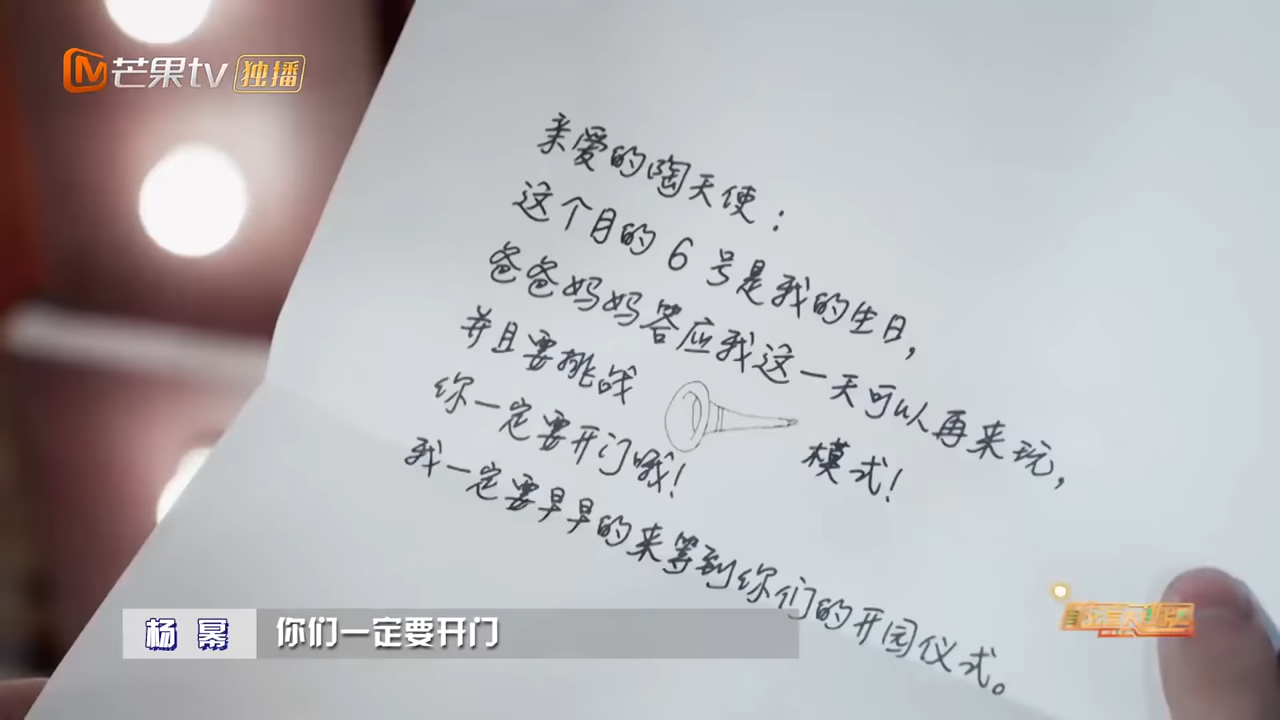 芒果tv 独播
亲爱的陶天使：
这个月的6号是我的生日，
爸爸妈妈答应我这一天可以再来玩，
并且要挑战 模式！
你一定要开门哦！
我一定要早早的来等到你们的开园仪式。
杨幂 你们一定要开门